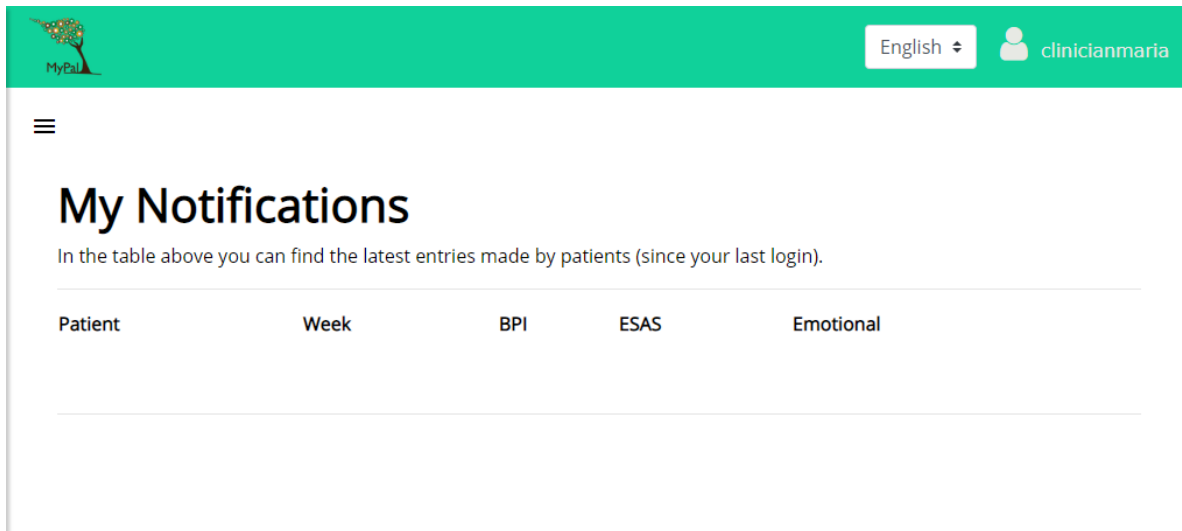 MyPal
English
clinicianmaria
My Notifications
In the table above you can find the latest entries made by patients (since your last login).
Patient Week BPI ESAS Emotional